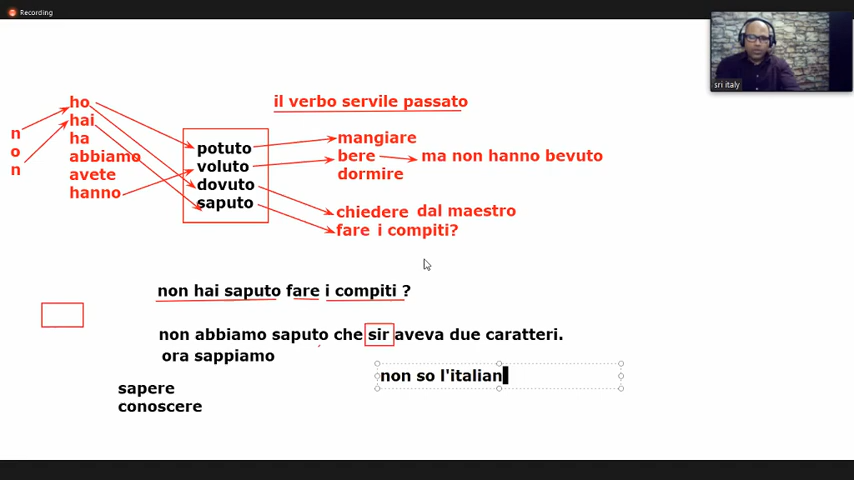 Recording
sri italy
il verbo servile passato
n
o
n
ho
hai
ha
abbiamo
avete
hanno
potuto
voluto
dovuto
saputo
mangiare
bere
dormire
ma non hanno bevuto
chiedere dal maestro
fare i compiti?
non hai saputo fare i compiti ?
non abbiamo saputo che sir aveva due caratteri.
ora sappiamo
non so l'italian
sapere
conoscere